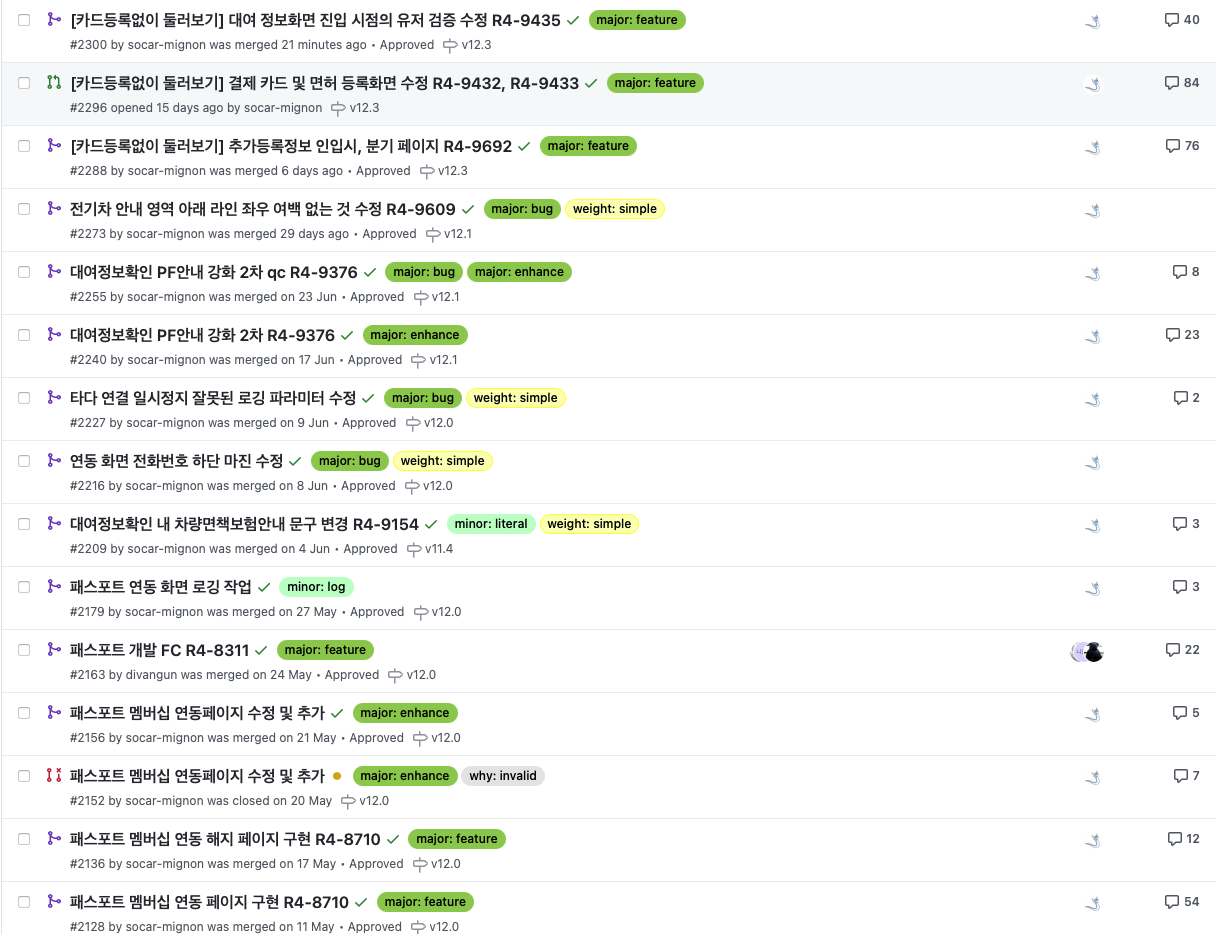 [카드등록없이 둘러보기] 대여 정보화면 진입 시점의 유저 검증 수정 R4-9435 major: feature 40
#2300 by socar-mignon was merged 21 minutes ago • Approved v12.3
[카드등록없이 둘러보기] 결제 카드 및 면허 등록화면 수정 R4-9432, R4-9433 major: feature 84
#2296 opened 15 days ago by socar-mignon v12.3
[카드등록없이 둘러보기] 추가등록정보 인입시, 분기 페이지 R4-9692 major: feature 76
#2288 by socar-mignon was merged 6 days ago • Approved v12.3
전기차 안내 영역 아래 라인 좌우 여백 없는 것 수정 R4-9609 major: bug weight: simple
#2273 by socar-mignon was merged 29 days ago • Approved v12.1
대여정보확인 PF안내 강화 2차 qc R4-9376 major: bug major: enhance 8
#2255 by socar-mignon was merged on 23 Jun • Approved v12.1
대여정보확인 PF안내 강화 2차 R4-9376 major: enhance 23
#2240 by socar-mignon was merged on 17 Jun • Approved v12.1
타다 연결 일시정지 잘못된 로깅 파라미터 수정 major: bug weight: simple 2
#2227 by socar-mignon was merged on 9 Jun • Approved v12.0
연동 화면 전화번호 하단 마진 수정 major: bug weight: simple
#2216 by socar-mignon was merged on 8 Jun • Approved v12.0
대여정보확인 내 차량면책보험안내 문구 변경 R4-9154 minor: literal weight: simple 3
#2209 by socar-mignon was merged on 4 Jun • Approved v11.4
패스포트 연동 화면 로깅 작업 minor: log 3
#2179 by socar-mignon was merged on 27 May • Approved v12.0
패스포트 개발 FC R4-8311 major: feature 22
#2163 by divangun was merged on 24 May • Approved v12.0
패스포트 멤버십 연동페이지 수정 및 추가 major: enhance 5
#2156 by socar-mignon was merged on 21 May • Approved v12.0
패스포트 멤버십 연동페이지 수정 및 추가 major: enhance why: invalid 7
#2152 by socar-mignon was closed on 20 May v12.0
패스포트 멤버십 연동 해지 페이지 구현 R4-8710 major: feature 12
#2136 by socar-mignon was merged on 17 May • Approved v12.0
패스포트 멤버십 연동 페이지 구현 R4-8710 major: feature 54
#2128 by socar-mignon was merged on 11 May • Approved v12.0